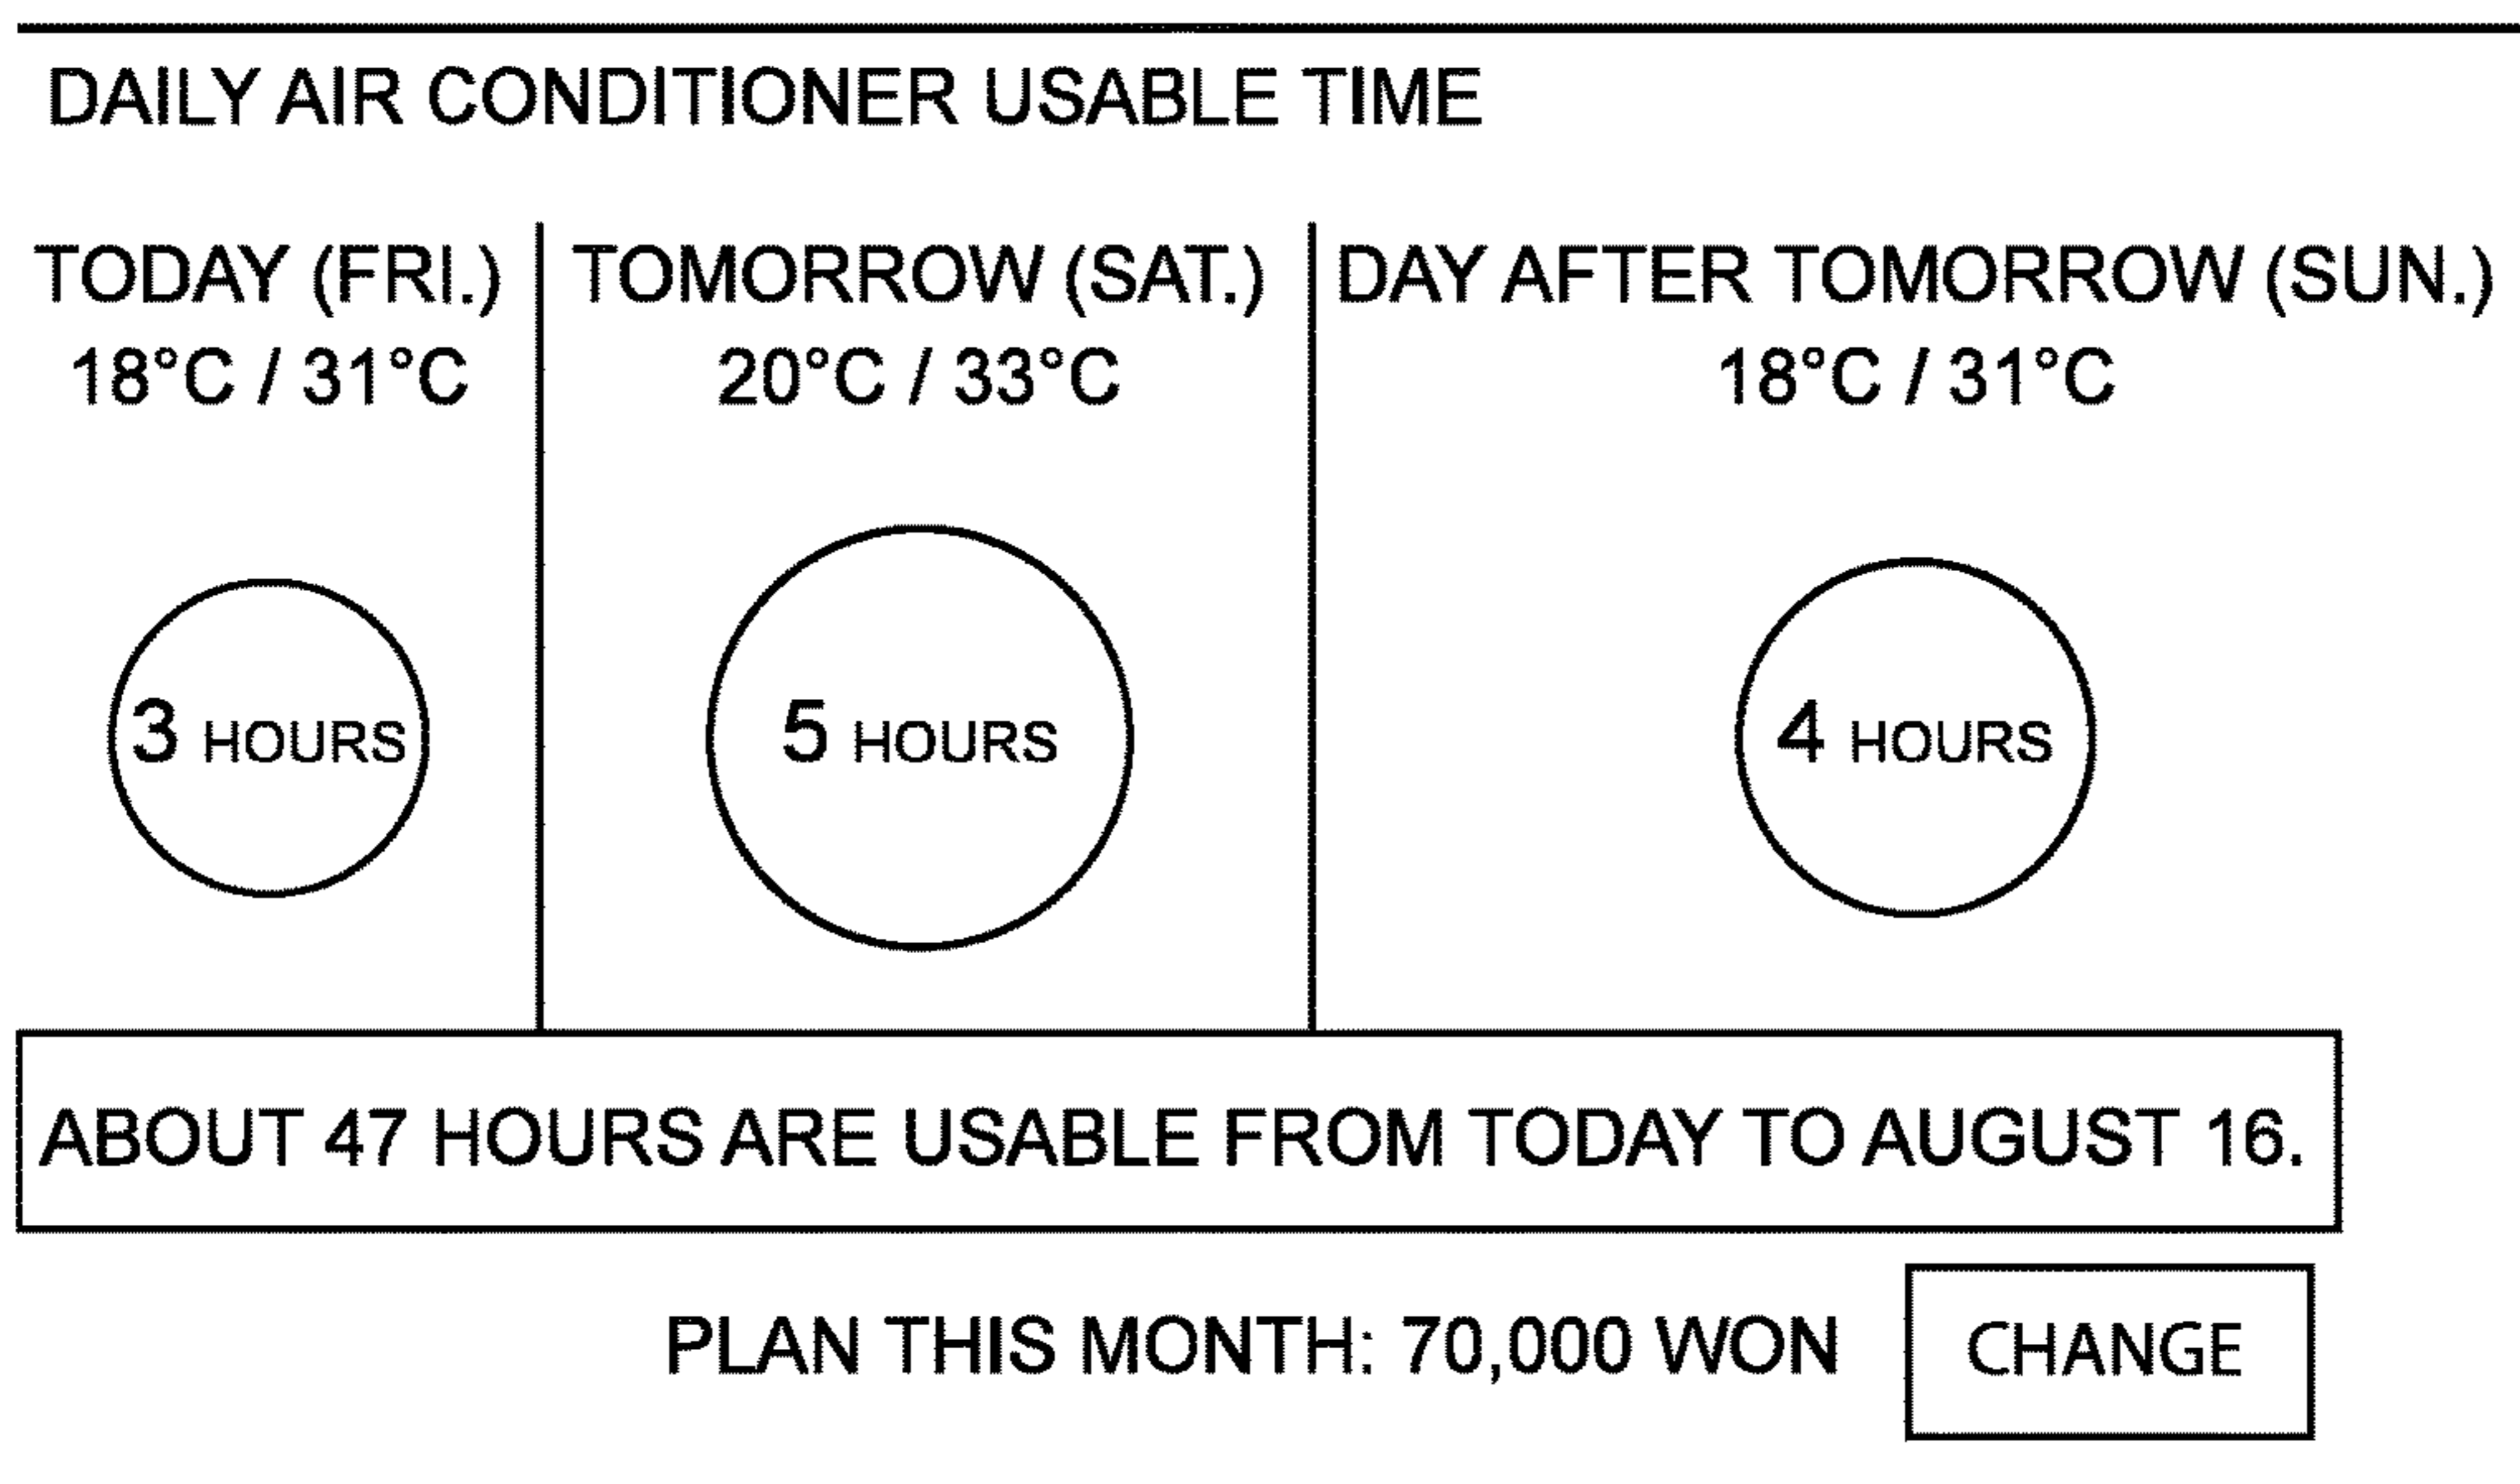 DAILY AIR CONDITIONER USABLE TIME
TODAY (FRI.)
18°C / 31°C
3 HOURS
TOMORROW (SAT.)
20°C / 33°C
5 HOURS
DAY AFTER TOMORROW (SUN.)
18°C / 31°C
4 HOURS
ABOUT 47 HOURS ARE USABLE FROM TODAY TO AUGUST 16.
PLAN THIS MONTH: 70,000 WON
CHANGE